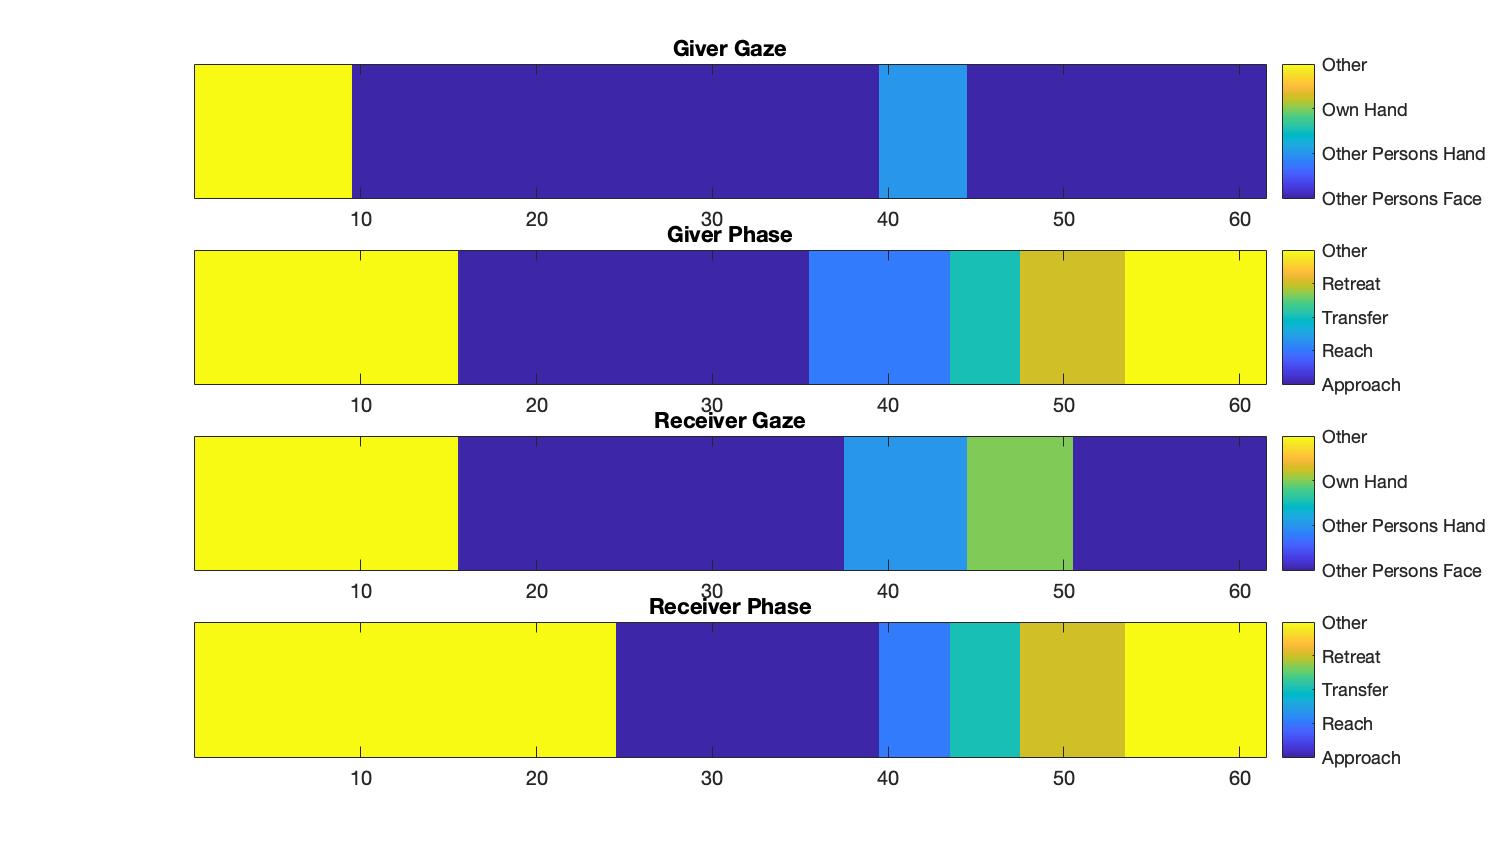 Giver Gaze
Other
Own Hand
Other Persons Hand
Other Persons Face
10 20 30 40 50 60
Giver Phase
Other
Retreat
Transfer
Reach
Approach
10 20 30 40 50 60
Receiver Gaze
Other
Own Hand
Other Persons Hand
Other Persons Face
10 20 30 40 50 60
Receiver Phase
Other
Retreat
Transfer
Reach
Approach
10 20 30 40 50 60